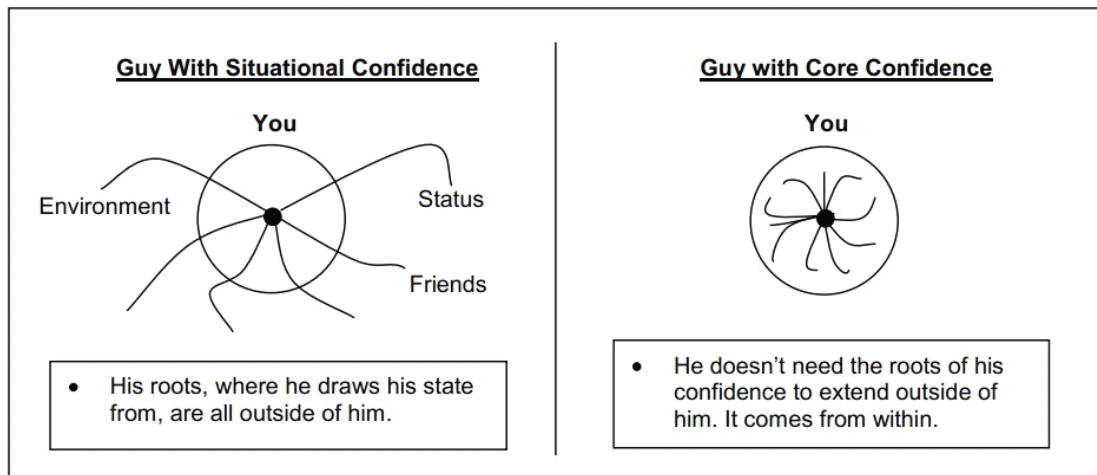 Guy With Situational Confidence
You
Environment
Status
Friends
• His roots, where he draws his state
from, are all outside of him.
Guy with Core Confidence
You
• He doesn’t need the roots of his
confidence to extend outside of
him. It comes from within.